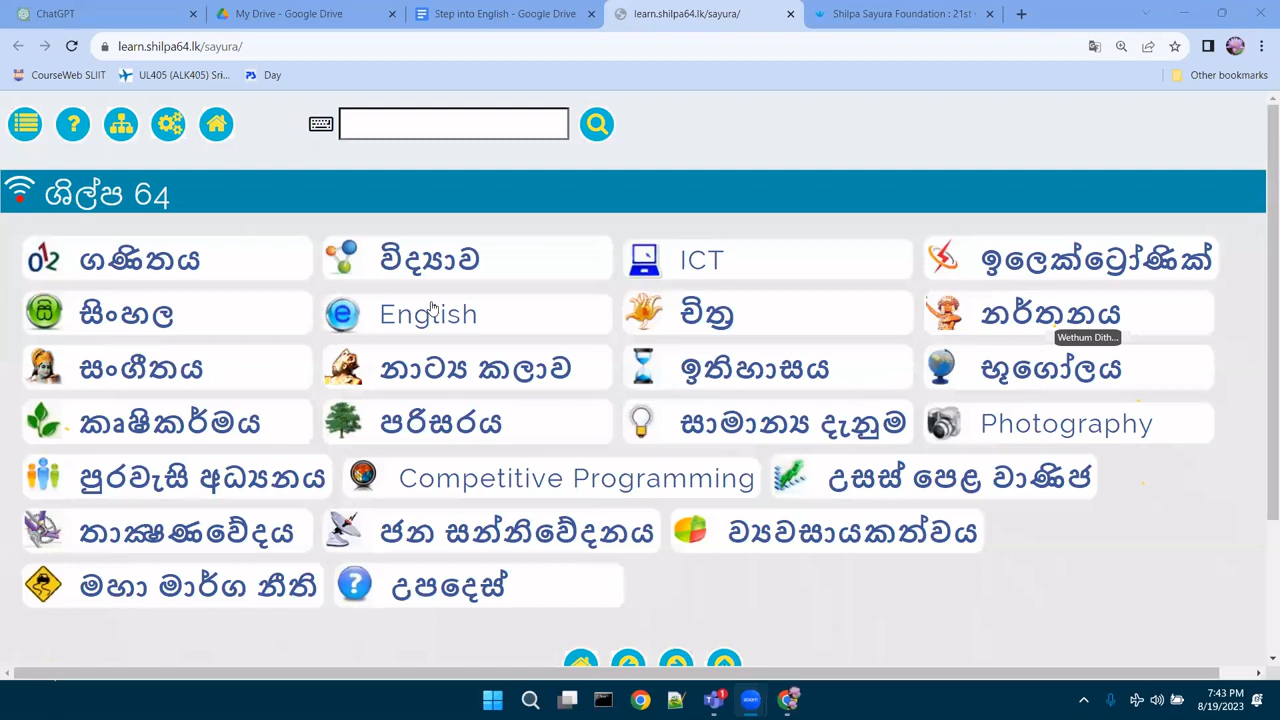 ChatGPT My Drive - Google Drive Step into English - Google Drive learn.shilpa64.lk/sayura/ Shilpa Sayura Foundation : 21st
learn.shilpa64.lk/sayura/
CourseWeb SLIIT UL405 (ALK405) Sri... Day Other bookmarks
ශිල්ප 64
ගණිතය විද්‍යාව ICT ඉලෙක්ට්‍රෝණික්
සිංහල English චිත්‍ර නර්තනය
Wethum Dith...
සංගීතය නාට්‍ය කලාව ඉතිහාසය භූගෝලය
කෘෂිකර්මය පරිසරය සාමාන්‍ය දැනුම Photography
පුරවැසි අධ්‍යනය Competitive Programming උසස් පෙළ වාණිජ
තාක්‍ෂණවේදය ජන සන්නිවේදනය ව්‍යවසායකත්වය
මහා මාර්ග නීති උපදෙස්
7:43 PM
8/19/2023